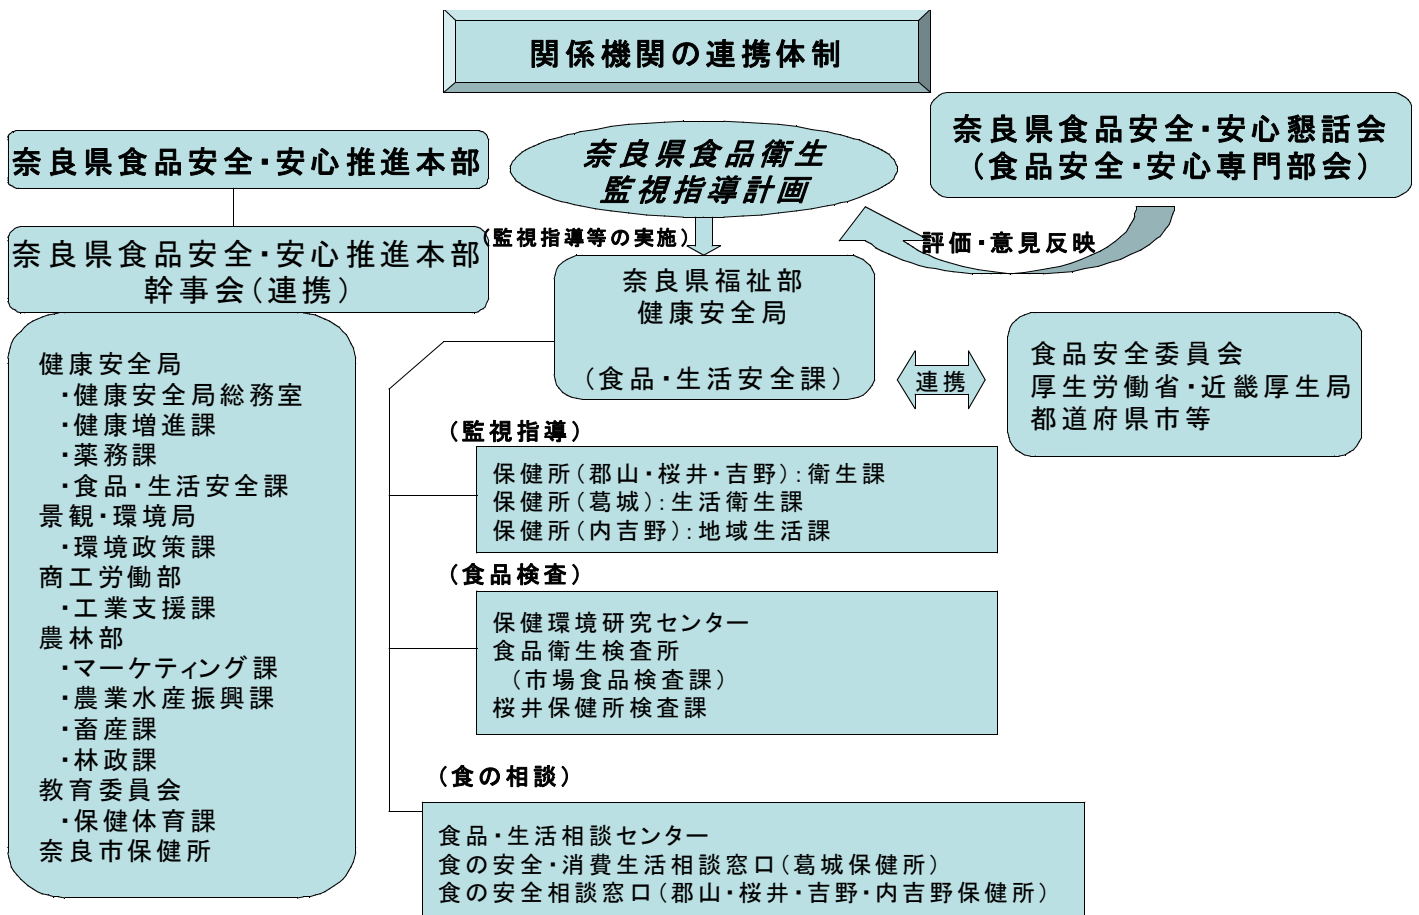 関係機関の連携体制
奈良県食品安全・安心推進本部
奈良県食品衛生
監視指導計画
奈良県食品安全・安心懇話会
（食品安全・安心専門部会）
奈良県食品安全・安心推進本部
幹事会（連携）
（監視指導等の実施）
評価・意見反映
奈良県福祉部
健康安全局
（食品・生活安全課）
連携
食品安全委員会
厚生労働省・近畿厚生局
都道府県市等
健康安全局
・健康安全局総務室
・健康増進課
・薬務課
・食品・生活安全課
景観・環境局
・環境政策課
商工労働部
・工業支援課
農林部
・マーケティング課
・農業水産振興課
・畜産課
・林政課
教育委員会
・保健体育課
奈良市保健所
（監視指導）
保健所（郡山・桜井・吉野）：衛生課
保健所（葛城）：生活衛生課
保健所（内吉野）：地域生活課
（食品検査）
保健環境研究センター
食品衛生検査所
（市場食品検査課）
桜井保健所検査課
（食の相談）
食品・生活相談センター
食の安全・消費生活相談窓口（葛城保健所）
食の安全相談窓口（郡山・桜井・吉野・内吉野保健所）